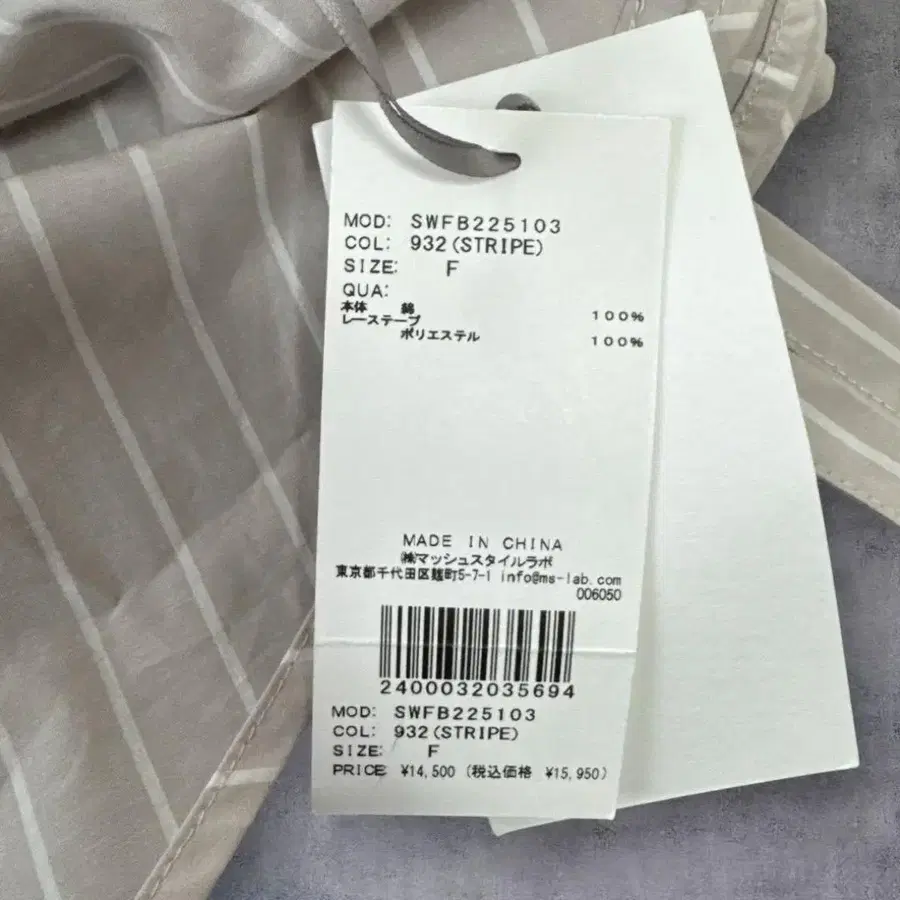 MOD: SWFB225103
COL: 932(STRIPE)
SIZE: F
QUA:
本体 綿 100%
レーステープ
ポリエステル 100%
MADE IN CHINA
㈱マッシュスタイルラボ
東京都千代田区麹町5-7-1 info@ms-lab.com
006050
2400032035694
MOD: SWFB225103
COL: 932(STRIPE)
SIZE: F
PRICE ¥14,500 (税込価格 ¥15,950)